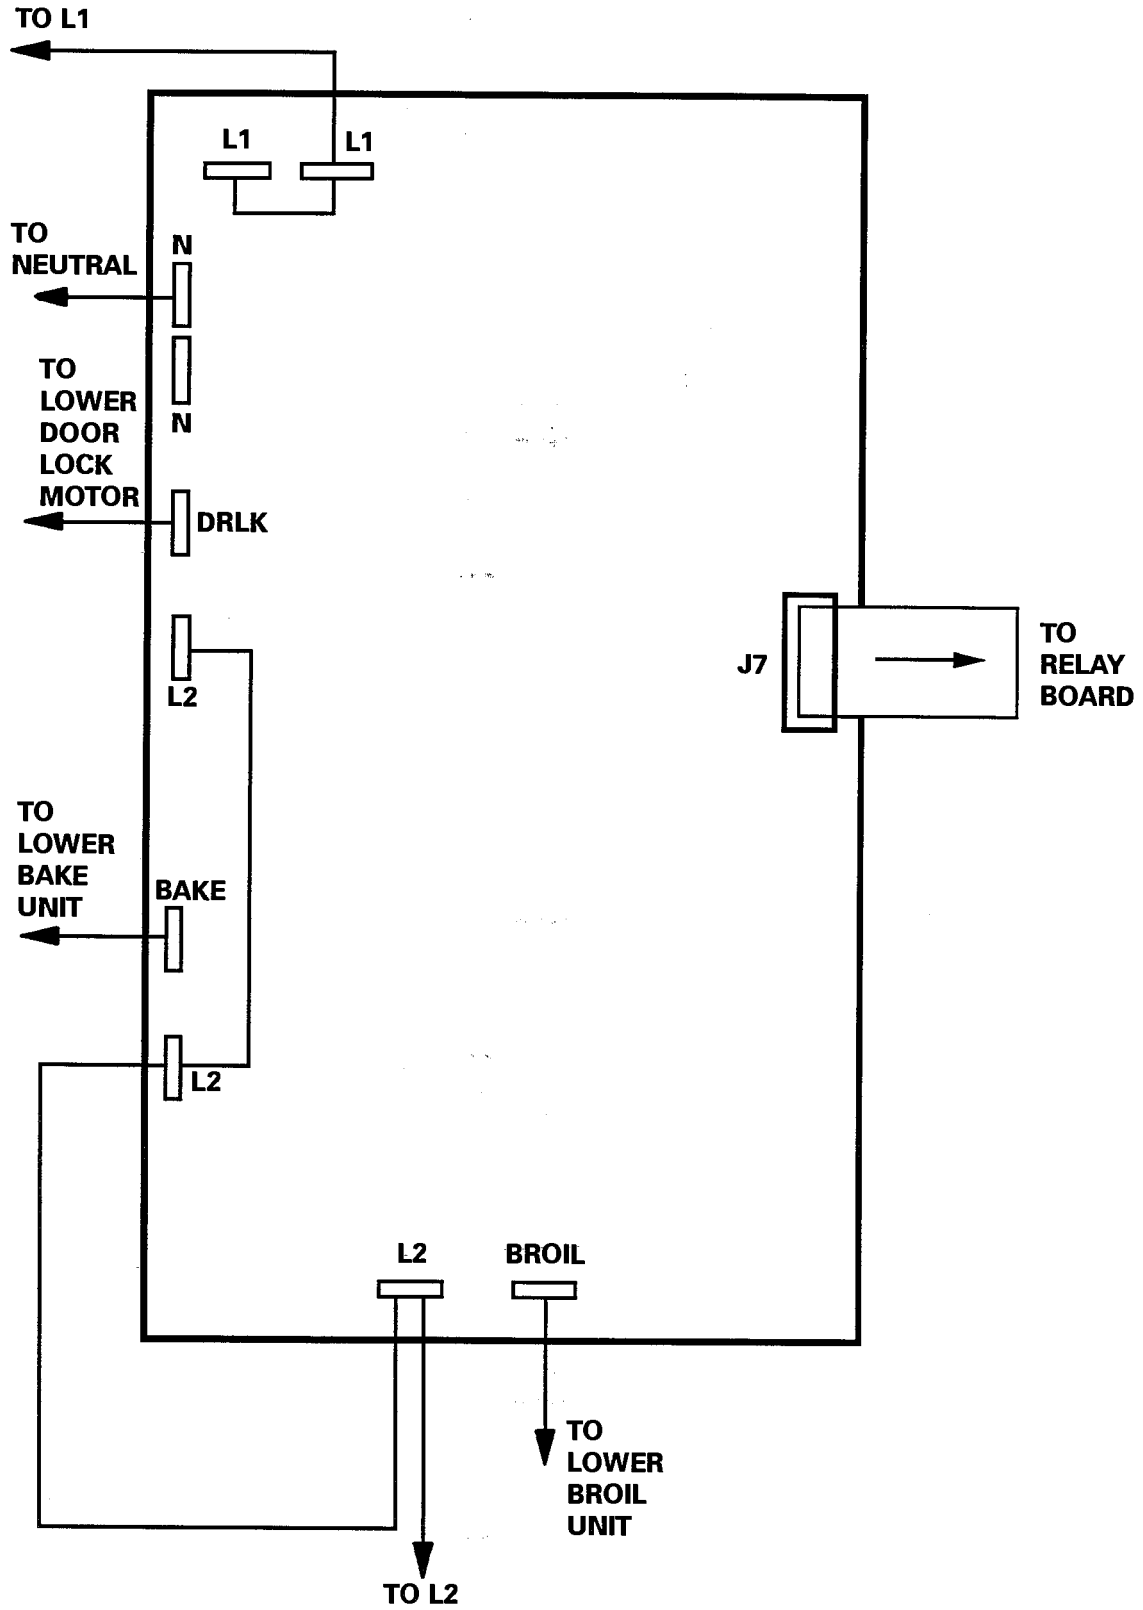 TO L1
L1
L1
TO
NEUTRAL
N
N
TO
LOWER
DOOR
LOCK
MOTOR
DRLK
L2
J7
TO
RELAY
BOARD
TO
LOWER
BAKE
UNIT
BAKE
L2
L2
BROIL
TO
LOWER
BROIL
UNIT
TO L2